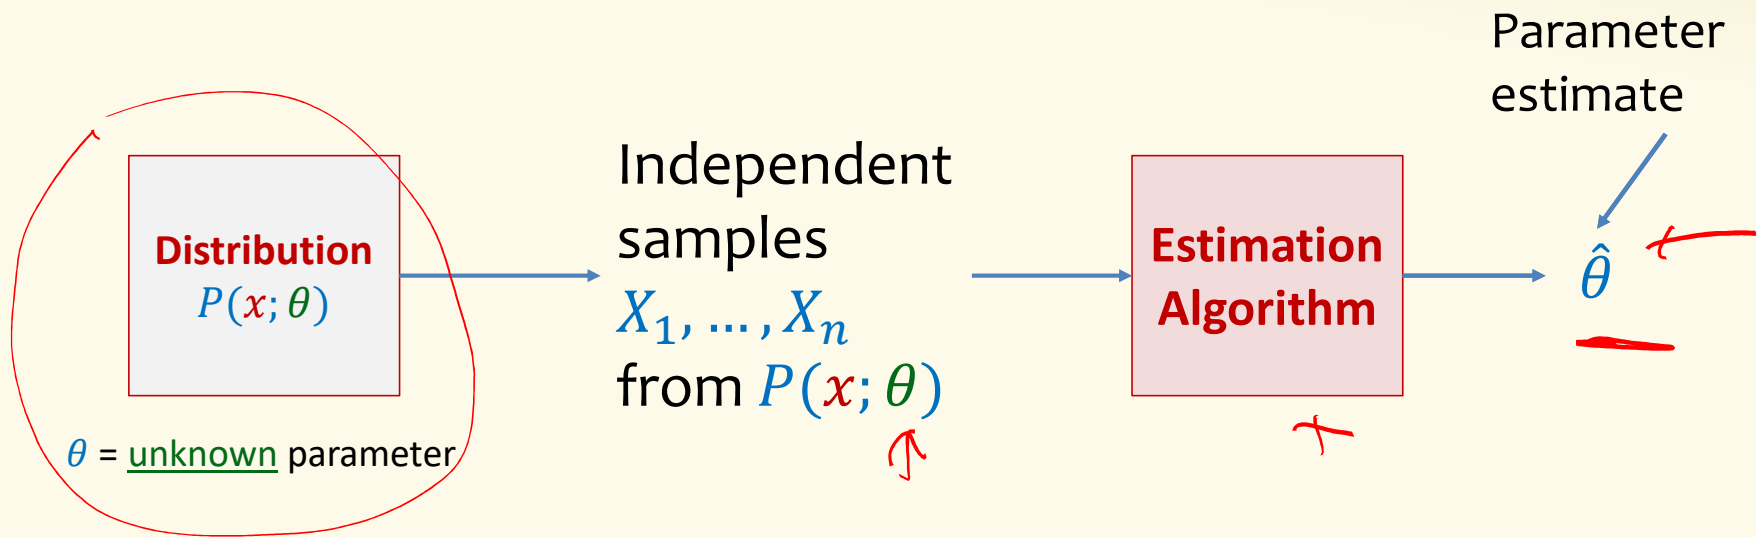 Distribution
P(x; θ)
θ = unknown parameter
Independent
samples
X₁, … , Xₙ
from P(x; θ)
Estimation
Algorithm
Parameter
estimate
θ̂